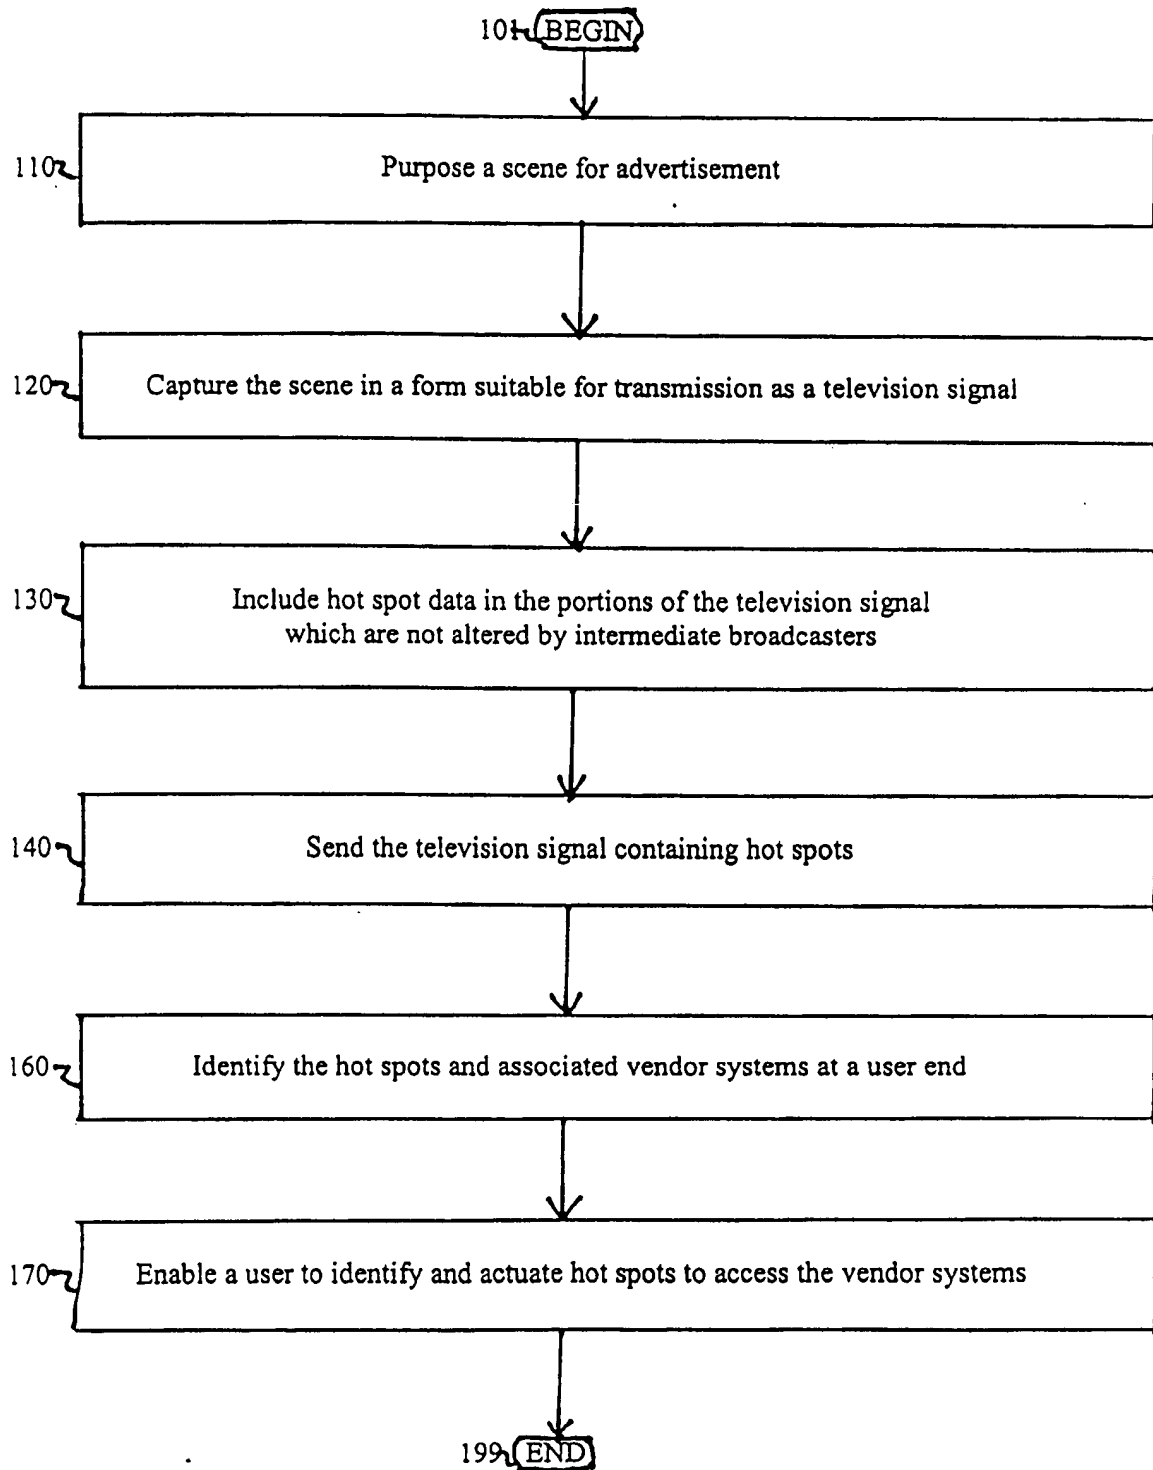 101 BEGIN
110 Purpose a scene for advertisement
120 Capture the scene in a form suitable for transmission as a television signal
130 Include hot spot data in the portions of the television signal
which are not altered by intermediate broadcasters
140 Send the television signal containing hot spots
160 Identify the hot spots and associated vendor systems at a user end
170 Enable a user to identify and actuate hot spots to access the vendor systems
199 END